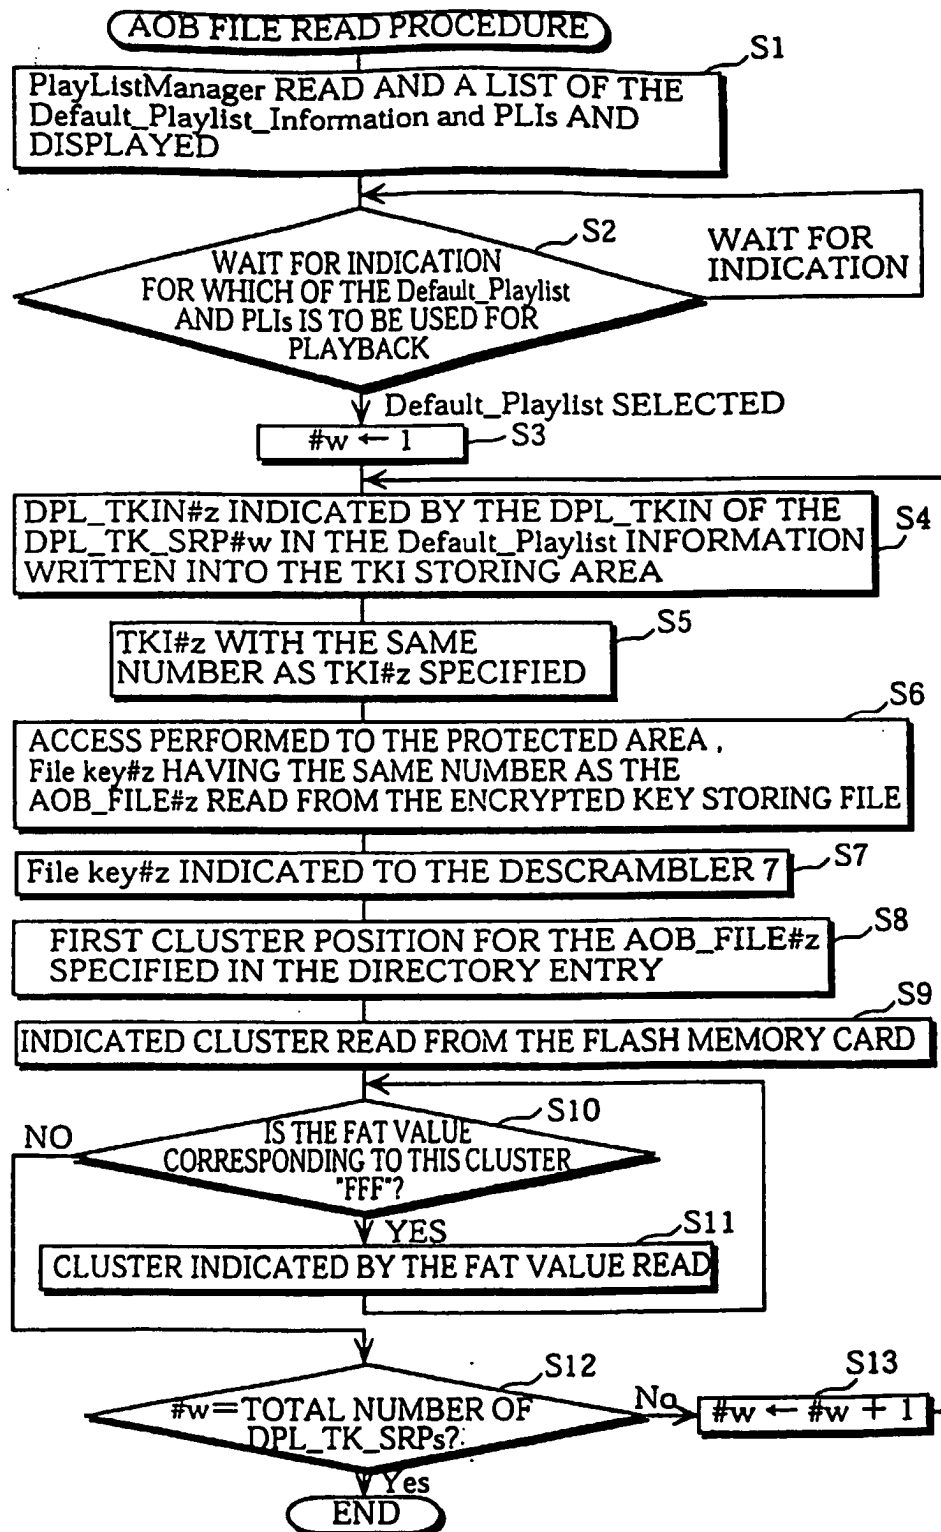 AOB FILE READ PROCEDURE
S1
PlayListManager READ AND A LIST OF THE
Default_Playlist_Information and PLIs AND
DISPLAYED
S2
WAIT FOR INDICATION
FOR WHICH OF THE Default_Playlist
AND PLIs IS TO BE USED FOR
PLAYBACK
WAIT FOR
INDICATION
Default_Playlist SELECTED
#w ← 1
S3
DPL_TKIN#z INDICATED BY THE DPL_TKIN OF THE
DPL_TK_SRP#w IN THE Default_Playlist INFORMATION
WRITTEN INTO THE TKI STORING AREA
S4
S5
TKI#z WITH THE SAME
NUMBER AS TKI#z SPECIFIED
S6
ACCESS PERFORMED TO THE PROTECTED AREA ,
File key#z HAVING THE SAME NUMBER AS THE
AOB_FILE#z READ FROM THE ENCRYPTED KEY STORING FILE
S7
File key#z INDICATED TO THE DESCRAMBLER 7
S8
FIRST CLUSTER POSITION FOR THE AOB_FILE#z
SPECIFIED IN THE DIRECTORY ENTRY
S9
INDICATED CLUSTER READ FROM THE FLASH MEMORY CARD
S10
NO
IS THE FAT VALUE
CORRESPONDING TO THIS CLUSTER
"FFF"?
YES
S11
CLUSTER INDICATED BY THE FAT VALUE READ
S12
#w=TOTAL NUMBER OF
DPL_TK_SRPs?
No
S13
#w ← #w + 1
Yes
END